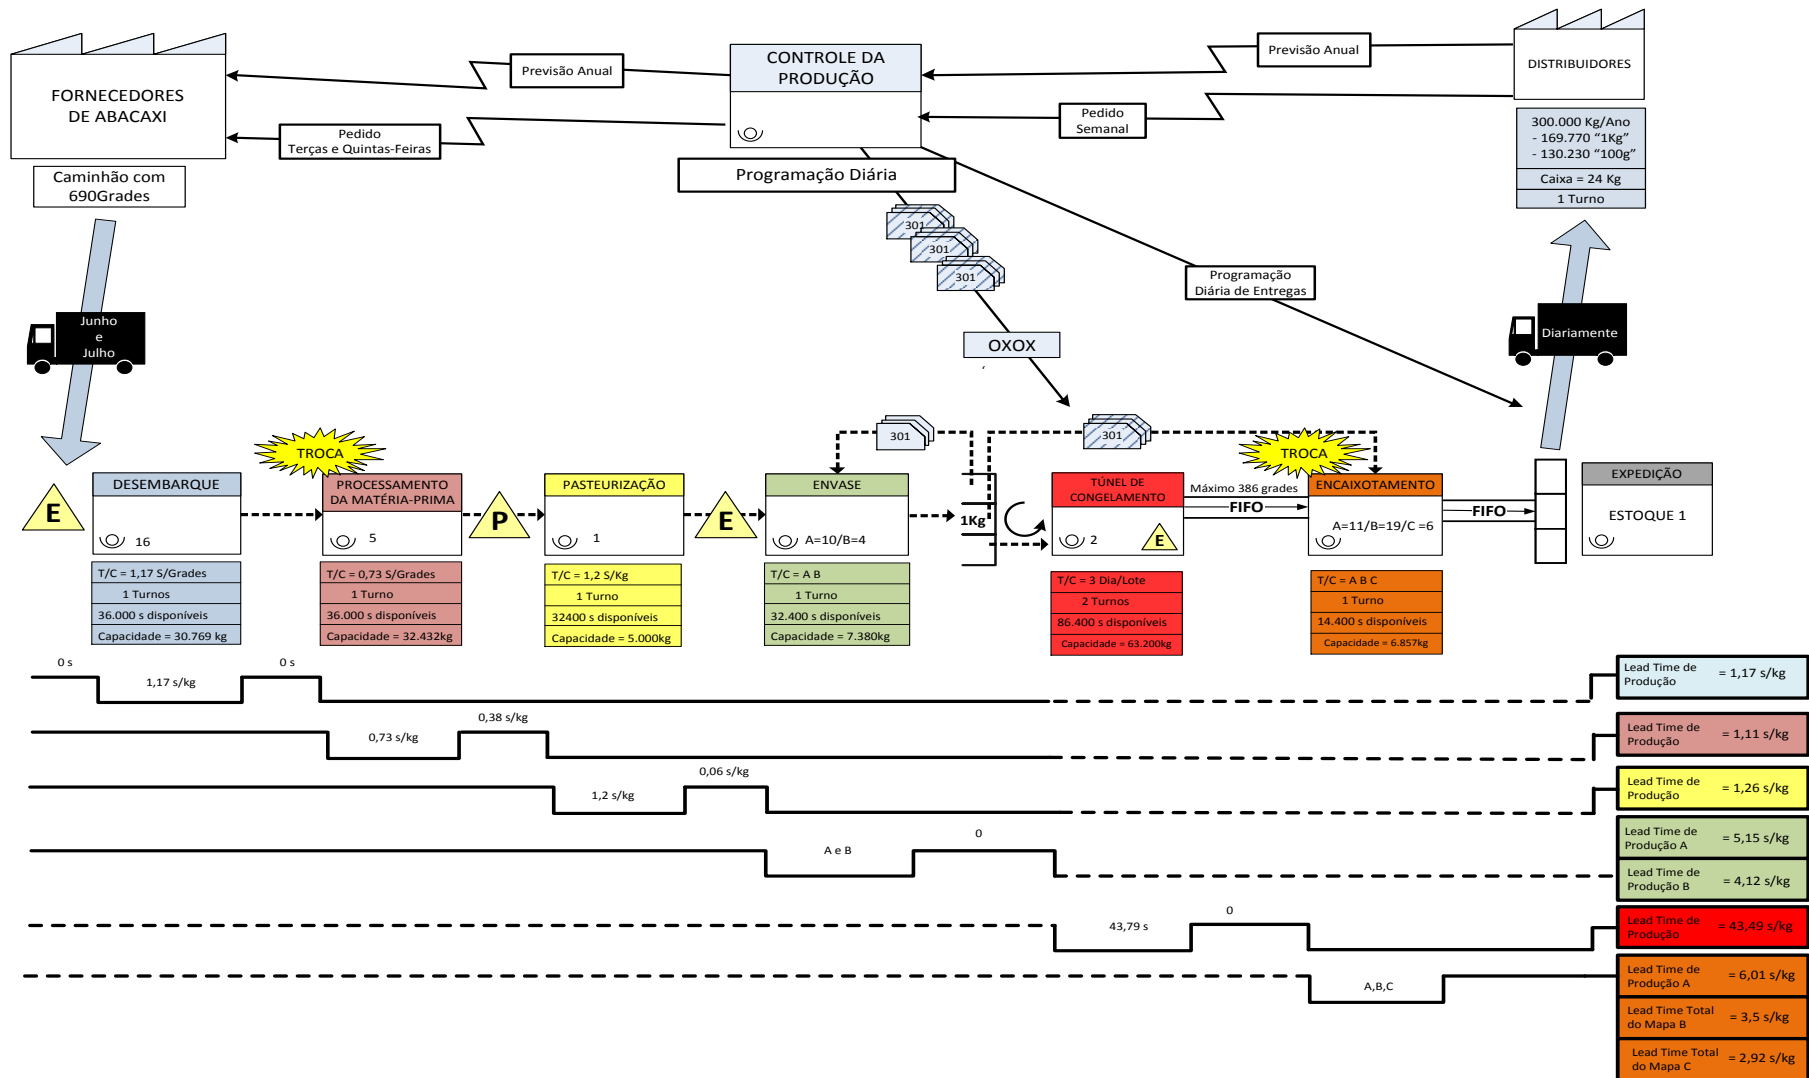 FORNECEDORES
DE ABACAXI
Previsão Anual
Pedido
Terças e Quintas-Feiras
Caminhão com
690Grades
Junho
e
Julho
CONTROLE DA
PRODUÇÃO
Programação Diária
301
301
301
OXOX
Previsão Anual
Pedido
Semanal
Programação
Diária de Entregas
DISTRIBUIDORES
300.000 Kg/Ano
- 169.770 “1Kg”
- 130.230 “100g”
Caixa = 24 Kg
1 Turno
Diariamente
E
DESEMBARQUE
16
T/C = 1,17 S/Grades
1 Turnos
36.000 s disponíveis
Capacidade = 30.769 kg
TROCA
PROCESSAMENTO
DA MATÉRIA-PRIMA
5
T/C = 0,73 S/Grades
1 Turno
36.000 s disponíveis
Capacidade = 32.432kg
P
PASTEURIZAÇÃO
1
T/C = 1,2 S/Kg
1 Turno
32400 s disponíveis
Capacidade = 5.000kg
E
ENVASE
A=10/B=4
T/C = A B
1 Turno
32.400 s disponíveis
Capacidade = 7.380kg
301
1Kg
301
TÚNEL DE
CONGELAMENTO
2
E
T/C = 3 Dia/Lote
2 Turnos
86.400 s disponíveis
Capacidade = 63.200kg
Máximo 386 grades
FIFO
TROCA
ENCAIXOTAMENTO
A=11/B=19/C =6
T/C = A B C
1 Turno
14.400 s disponíveis
Capacidade = 6.857kg
FIFO
EXPEDIÇÃO
ESTOQUE 1
0 s
1,17 s/kg
0 s
Lead Time de
Produção = 1,17 s/kg
0,73 s/kg
0,38 s/kg
Lead Time de
Produção = 1,11 s/kg
1,2 s/kg
0,06 s/kg
Lead Time de
Produção = 1,26 s/kg
A e B
0
Lead Time de
Produção A = 5,15 s/kg
Lead Time de
Produção B = 4,12 s/kg
43,79 s
0
Lead Time de
Produção = 43,49 s/kg
A,B,C
Lead Time de
Produção A = 6,01 s/kg
Lead Time Total
do Mapa B = 3,5 s/kg
Lead Time Total
do Mapa C = 2,92 s/kg